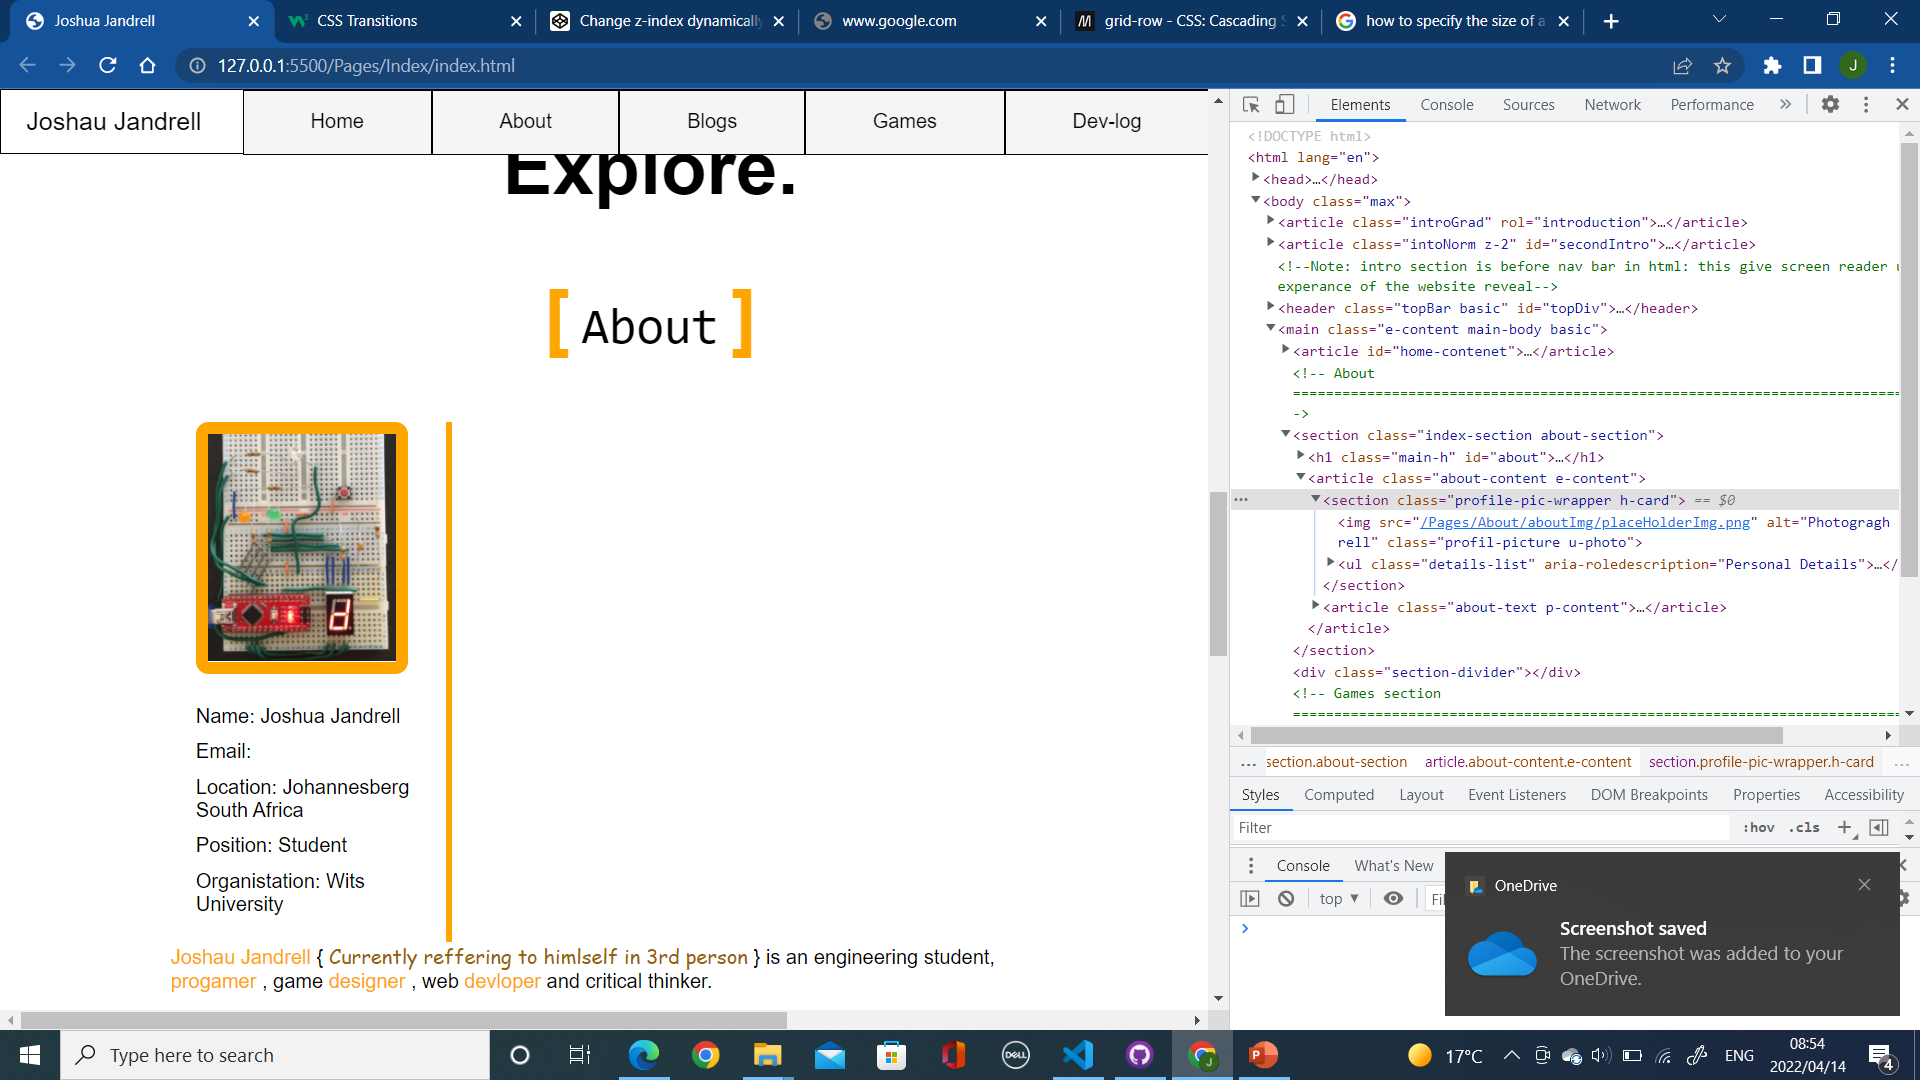 Joshua Jandrell
CSS Transitions
Change z-index dynamically
www.google.com
grid-row - CSS: Cascading S
how to specify the size of a
127.0.0.1:5500/Pages/Index/index.html
J
Joshau Jandrell
Home
About
Blogs
Games
Dev-log
Explore.
[ About ]
Name: Joshua Jandrell
Email:
Location: Johannesberg
South Africa
Position: Student
Organistation: Wits
University
Joshau Jandrell { Currently reffering to himlself in 3rd person } is an engineering student,
progamer , game designer , web devloper and critical thinker.
Elements
Console
Sources
Network
Performance
<!DOCTYPE html>
<html lang="en">
<head>…</head>
<body class="max">
<article class="introGrad" rol="introduction">…</article>
<article class="intoNorm z-2" id="secondIntro">…</article>
<!--Note: intro section is before nav bar in html: this give screen reader u
experance of the website reveal-->
<header class="topBar basic" id="topDiv">…</header>
<main class="e-content main-body basic">
<article id="home-contenet">…</article>
<!-- About
->
<section class="index-section about-section">
<h1 class="main-h" id="about">…</h1>
<article class="about-content e-content">
<section class="profile-pic-wrapper h-card"> == $0
<img src="/Pages/About/aboutImg/placeHolderImg.png" alt="Photogragh
rell" class="profil-picture u-photo">
<ul class="details-list" aria-roledescription="Personal Details">…</
</section>
<article class="about-text p-content">…</article>
</article>
</section>
<div class="section-divider"></div>
<!-- Games section
... section.about-section article.about-content.e-content section.profile-pic-wrapper.h-card ...
Styles
Computed
Layout
Event Listeners
DOM Breakpoints
Properties
Accessibility
Filter
:hov .cls
Console
What's New
top
Fil
OneDrive
Screenshot saved
The screenshot was added to your
OneDrive.
Type here to search
DELL
17°C
ENG
08:54
2022/04/14
4